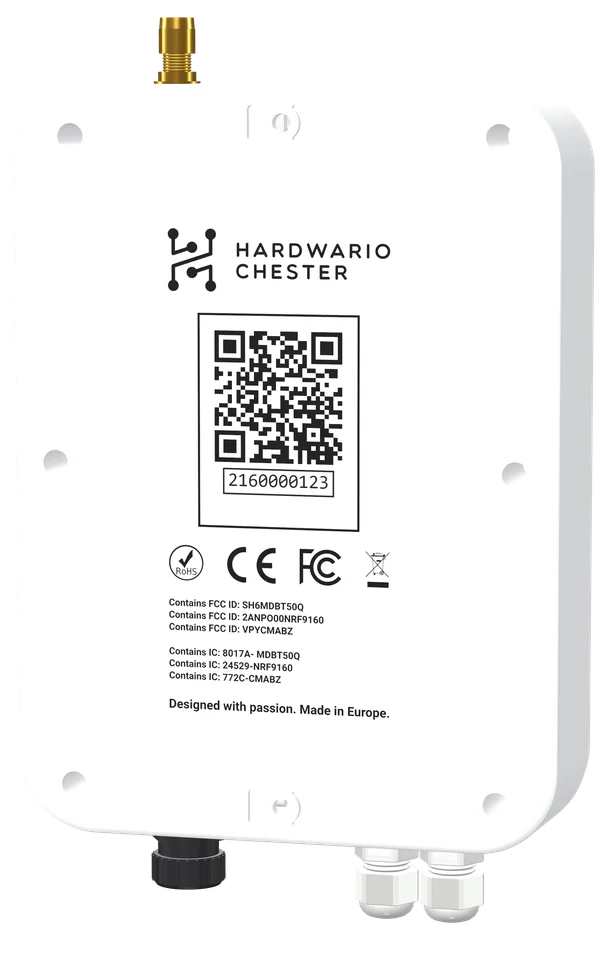 HARDWARIO
CHESTER
2160000123
RoHS
CE FC
Contains FCC ID: SH6MDBT50Q
Contains FCC ID: 2ANPO00NRF9160
Contains FCC ID: VPYCMABZ
Contains IC: 8017A- MDBT50Q
Contains IC: 24529-NRF9160
Contains IC: 772C-CMABZ
Designed with passion. Made in Europe.